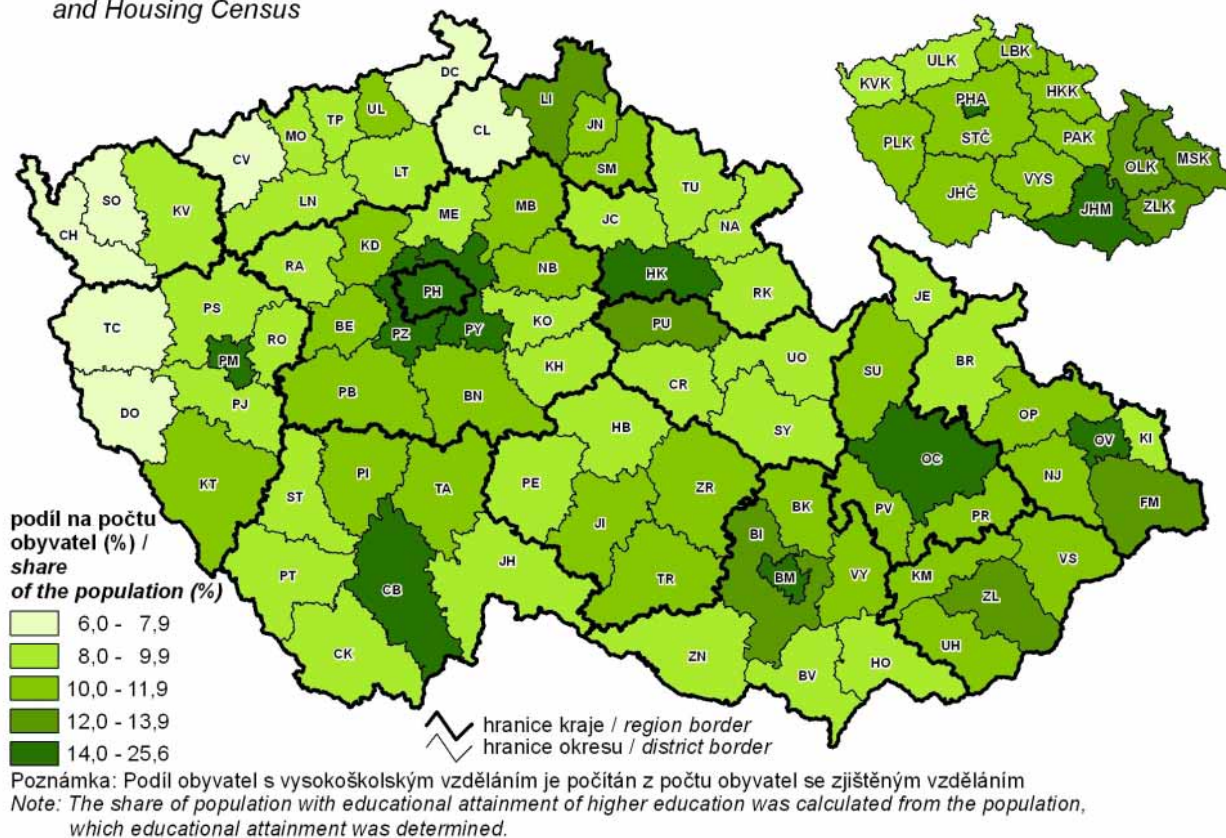 and Housing Census
DC
LI
UL
TP
MO
CL
JN
CV
SM
LT
SO
KV
LN
TU
CH
ME
MB
JC
NA
KD
RA
NB
HK
PH
RK
TC
PS
BE
PZ
PY
KO
PU
RO
PM
KH
UO
PJ
PB
BN
CR
DO
SY
HB
KT
ST
PI
TA
PE
ZR
JI
PT
CB
JH
TR
CK
ZN
JE
BR
SU
OP
OV
KI
OC
NJ
FM
BK
PV
PR
BI
BM
VY
KM
VS
ZL
UH
BV
HO
LBK
ULK
KVK
HKK
PHA
STČ
PAK
PLK
MSK
OLK
VYS
JHČ
JHM
ZLK
podíl na počtu
obyvatel (%) /
share
of the population (%)
6,0 - 7,9
8,0 - 9,9
10,0 - 11,9
12,0 - 13,9
14,0 - 25,6
hranice kraje / region border
hranice okresu / district border
Poznámka: Podíl obyvatel s vysokoškolským vzděláním je počítán z počtu obyvatel se zjištěným vzděláním
Note: The share of population with educational attainment of higher education was calculated from the population,
which educational attainment was determined.